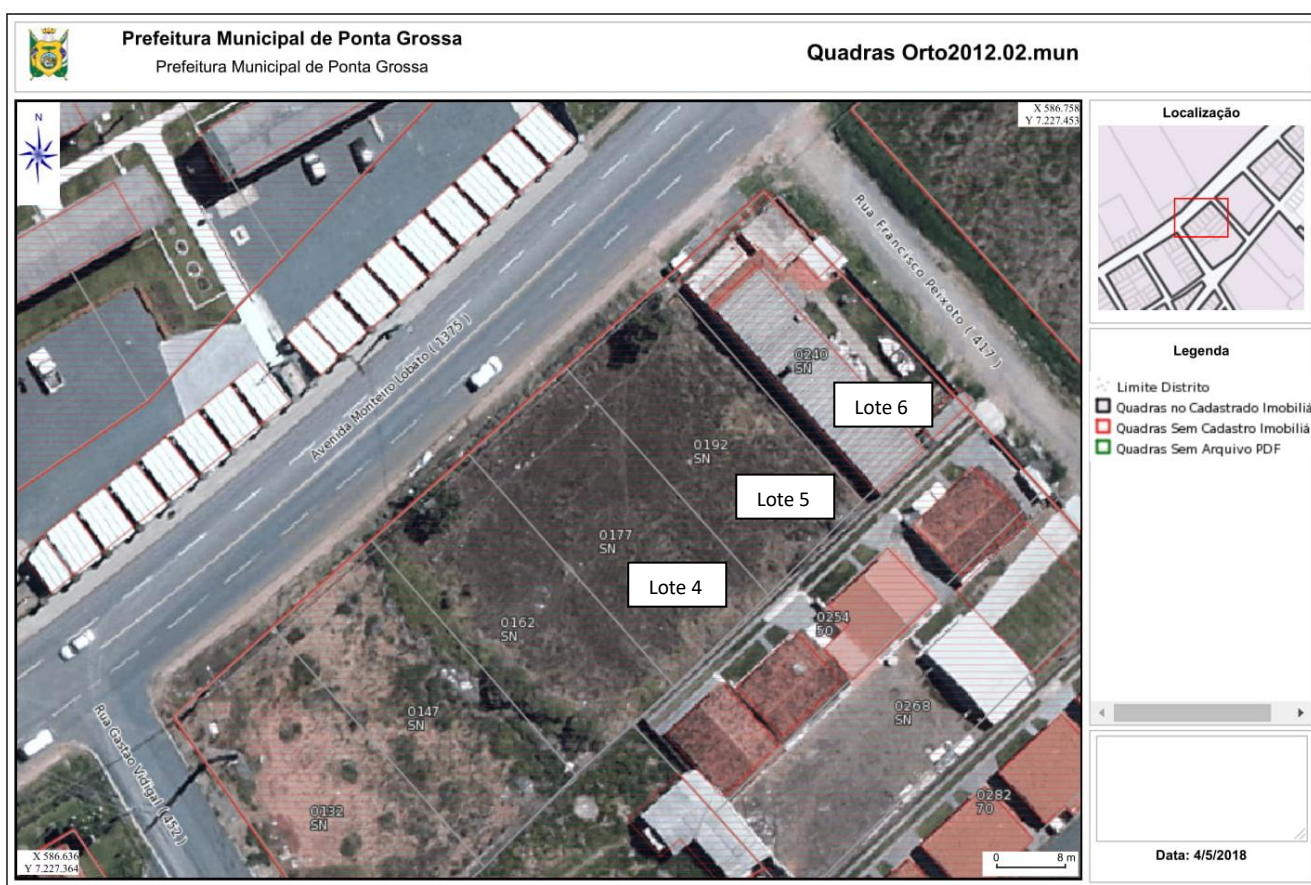 Prefeitura Municipal de Ponta Grossa
Prefeitura Municipal de Ponta Grossa
Quadras Orto2012.02.mun
N
X 586.758
Y 7.227.453
Localização
Rua Francisco Peixoto ( 417 )
Avenida Monteiro Lobato ( 1375 )
0240
SN
Lote 6
0192
SN
Lote 5
0177
SN
Lote 4
0162
SN
0254
50
0147
SN
0268
SN
Rua Gastão Vidigal ( 452 )
0132
SN
0282
70
X 586.636
Y 7.227.364
0 8 m
Legenda
Limite Distrito
Quadras no Cadastrado Imobiliá
Quadras Sem Cadastro Imobiliá
Quadras Sem Arquivo PDF
Data: 4/5/2018